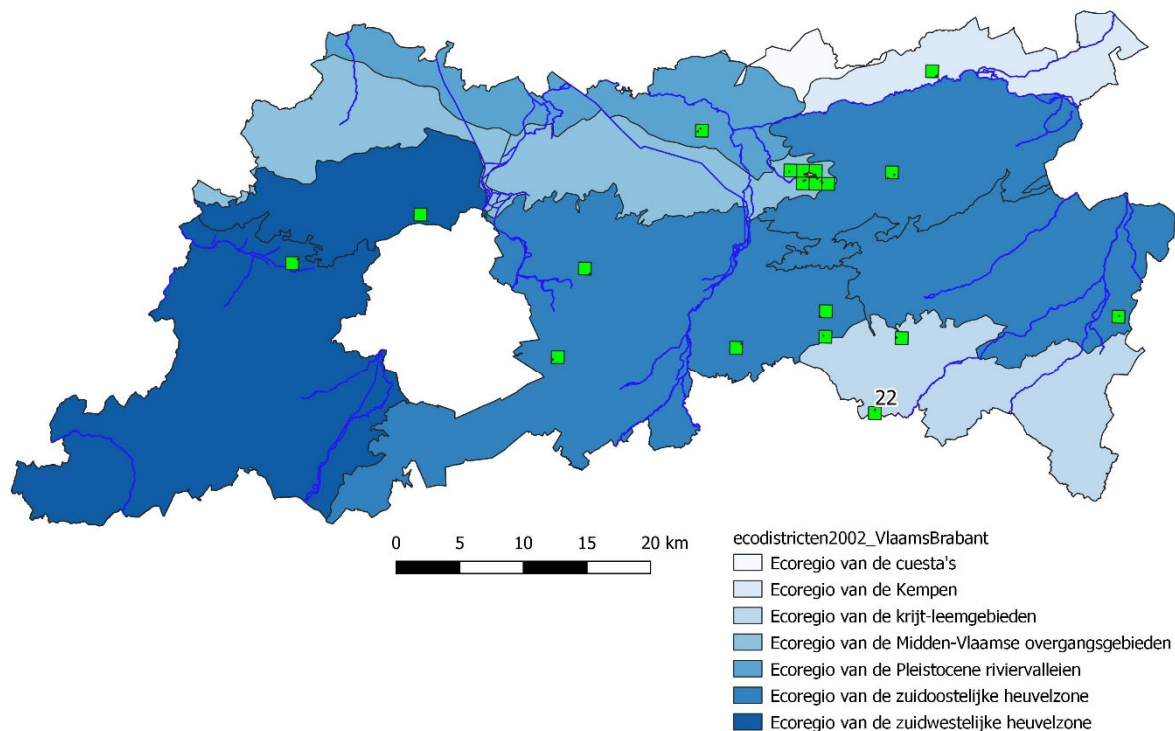 22
0 5 10 15 20 km
ecodistricten2002_VlaamsBrabant
Ecoregio van de cuesta's
Ecoregio van de Kempen
Ecoregio van de krijt-leemgebieden
Ecoregio van de Midden-Vlaamse overgangsgebieden
Ecoregio van de Pleistocene riviervalleien
Ecoregio van de zuidoostelijke heuvelzone
Ecoregio van de zuidwestelijke heuvelzone